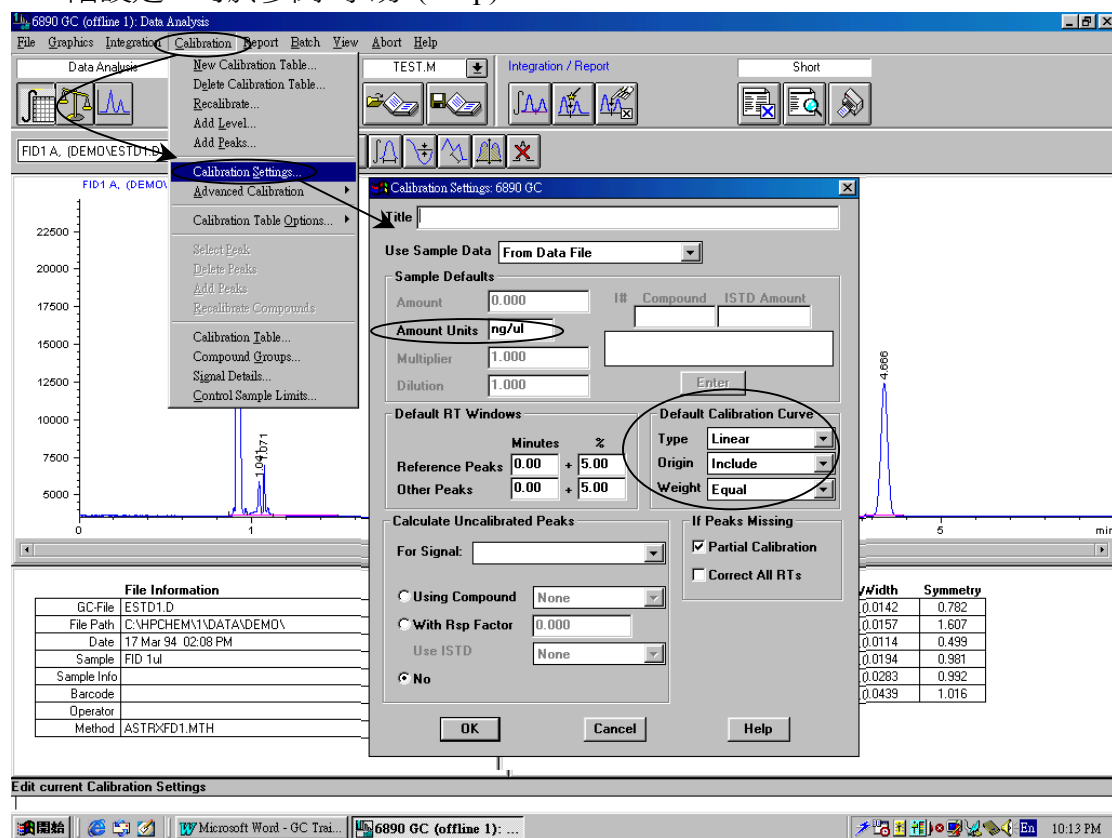 6890 GC (offline 1): Data Analysis
File Graphics Integration Calibration Report Batch View Abort Help
Data Analysis
TEST.M
Integration / Report
Short
FID1 A, (DEMO\ESTD1.D
New Calibration Table...
Delete Calibration Table...
Recalibrate...
Add Level...
Add Peaks...
Calibration Settings...
Advanced Calibration
Calibration Table Options...
Select Peak
Delete Peaks
Add Peaks
Recalibrate Compounds
Calibration Table...
Compound Groups...
Signal Details...
Control Sample Limits...
FID1 A, (DEMO\
22500
20000
17500
15000
12500
10000
7500
5000
1.041
1.071
4.666
0
1
5
min
Calibration Settings: 6890 GC
Title
Use Sample Data From Data File
Sample Defaults
Amount 0.000
Amount Units ng/ul
Multiplier 1.000
Dilution 1.000
I# Compound ISTD Amount
Enter
Default RT Windows
Minutes %
Reference Peaks 0.00 + 5.00
Other Peaks 0.00 + 5.00
Default Calibration Curve
Type Linear
Origin Include
Weight Equal
Calculate Uncalibrated Peaks
For Signal:
Using Compound None
With Rsp Factor 0.000
Use ISTD None
No
If Peaks Missing
Partial Calibration
Correct All RTs
OK Cancel Help
File Information
GC-File ESTD1.D
File Path C:\HPCHEM\1\DATA\DEMO\
Date 17 Mar 94 02:08 PM
Sample FID 1ul
Sample Info
Barcode
Operator
Method ASTRXFD1.MTH
Width Symmetry
0.0142 0.782
0.0157 1.607
0.0114 0.499
0.0194 0.981
0.0283 0.992
0.0439 1.016
Edit current Calibration Settings
開始
Microsoft Word - GC Trai...
6890 GC (offline 1): ...
En
10:13 PM